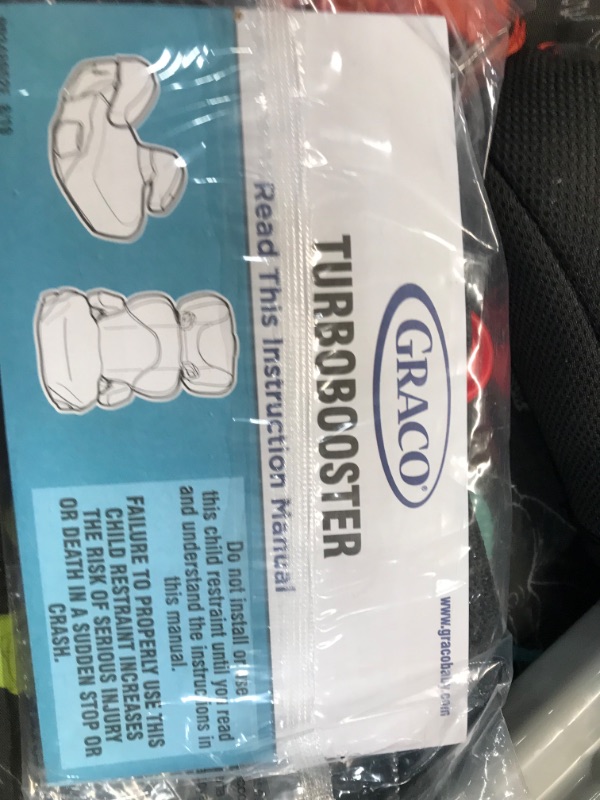 GRACO®
TURBOBOOSTER
www.gracobaby.com
Read This Instruction Manual
Do not install or use
this child restraint until you read
and understand the instructions in
this manual.
FAILURE TO PROPERLY USE THIS
CHILD RESTRAINT INCREASES
THE RISK OF SERIOUS INJURY
OR DEATH IN A SUDDEN STOP OR
CRASH.